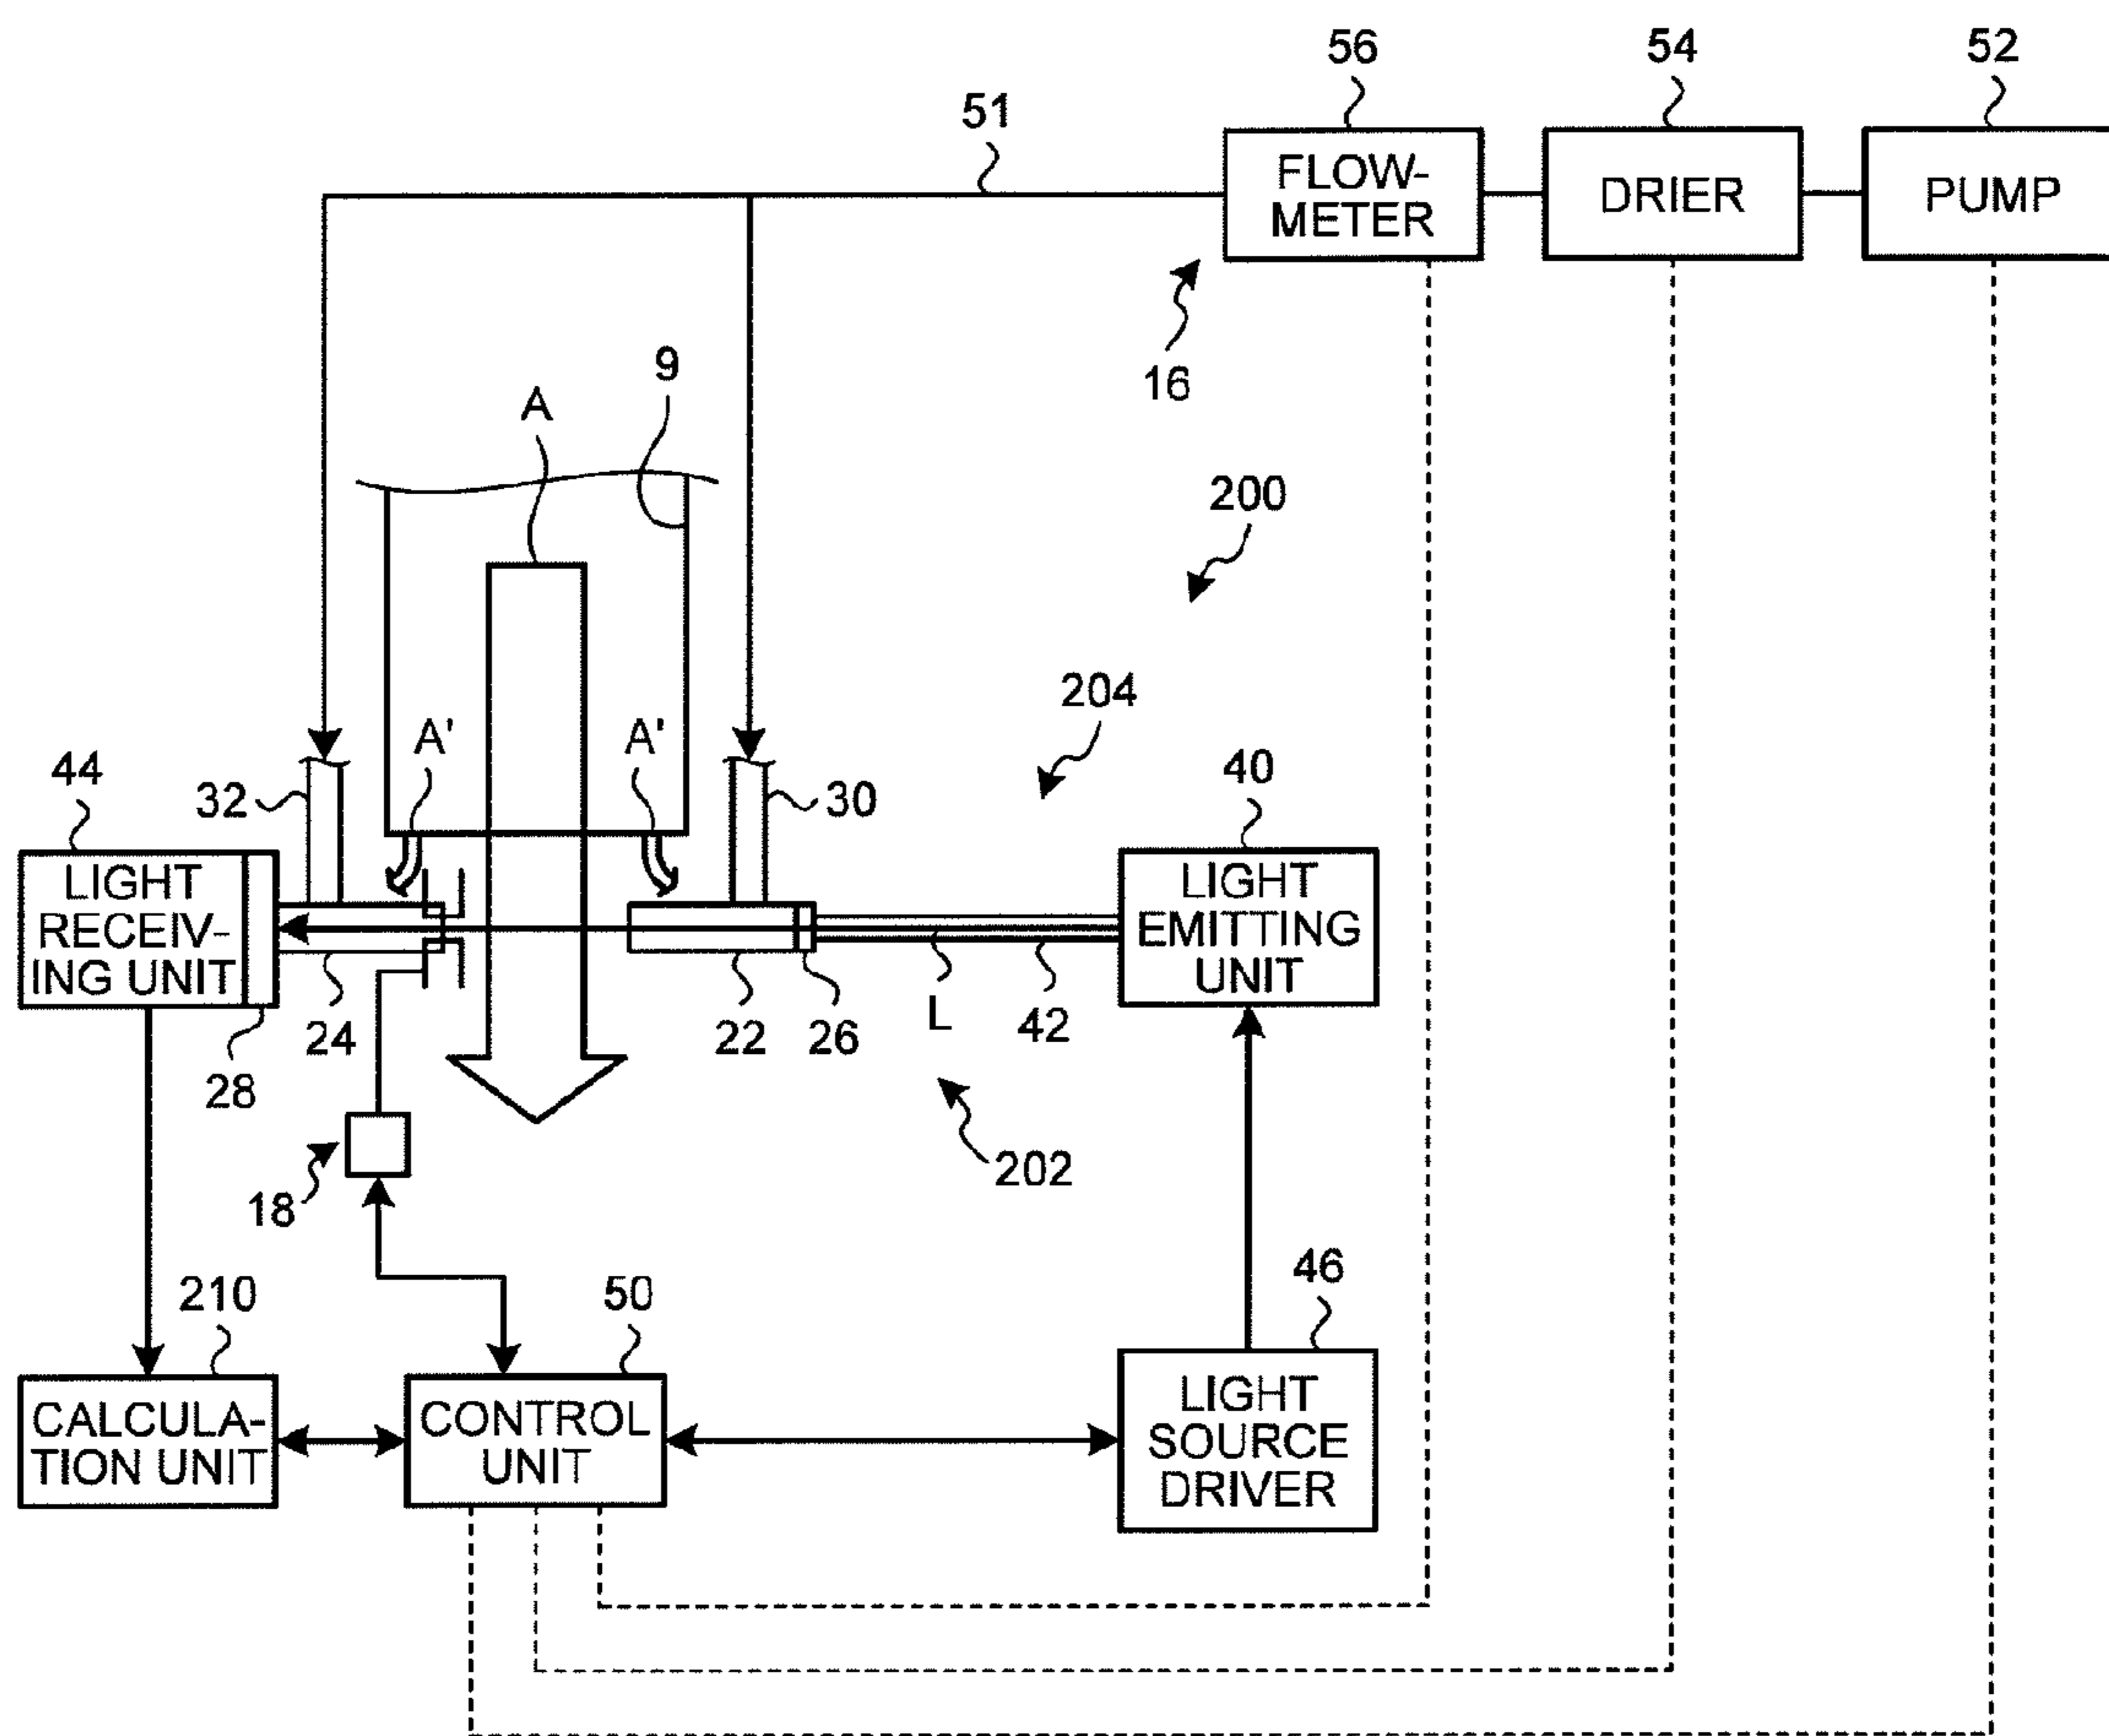 56
54
52
51
FLOW-
METER
DRIER
PUMP
16
9
A
200
204
A'
A'
44
32
30
40
LIGHT
RECEIV-
ING UNIT
LIGHT
EMITTING
UNIT
24
22
26
L
42
28
202
18
210
50
46
CALCULA-
TION UNIT
CONTROL
UNIT
LIGHT
SOURCE
DRIVER